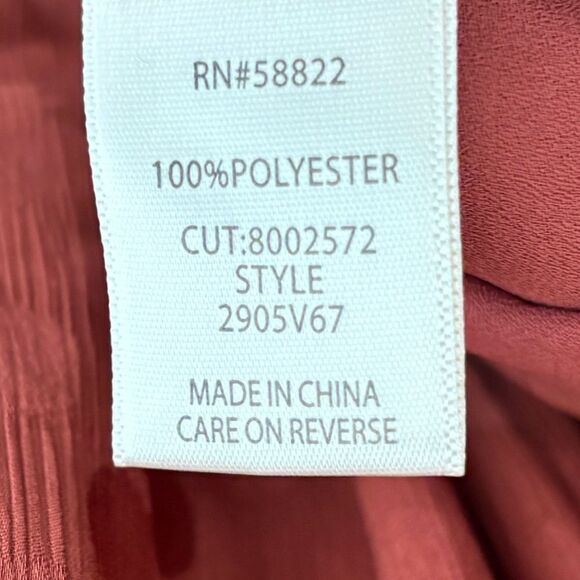 RN#58822
100%POLYESTER
CUT:8002572
STYLE
2905V67
MADE IN CHINA
CARE ON REVERSE